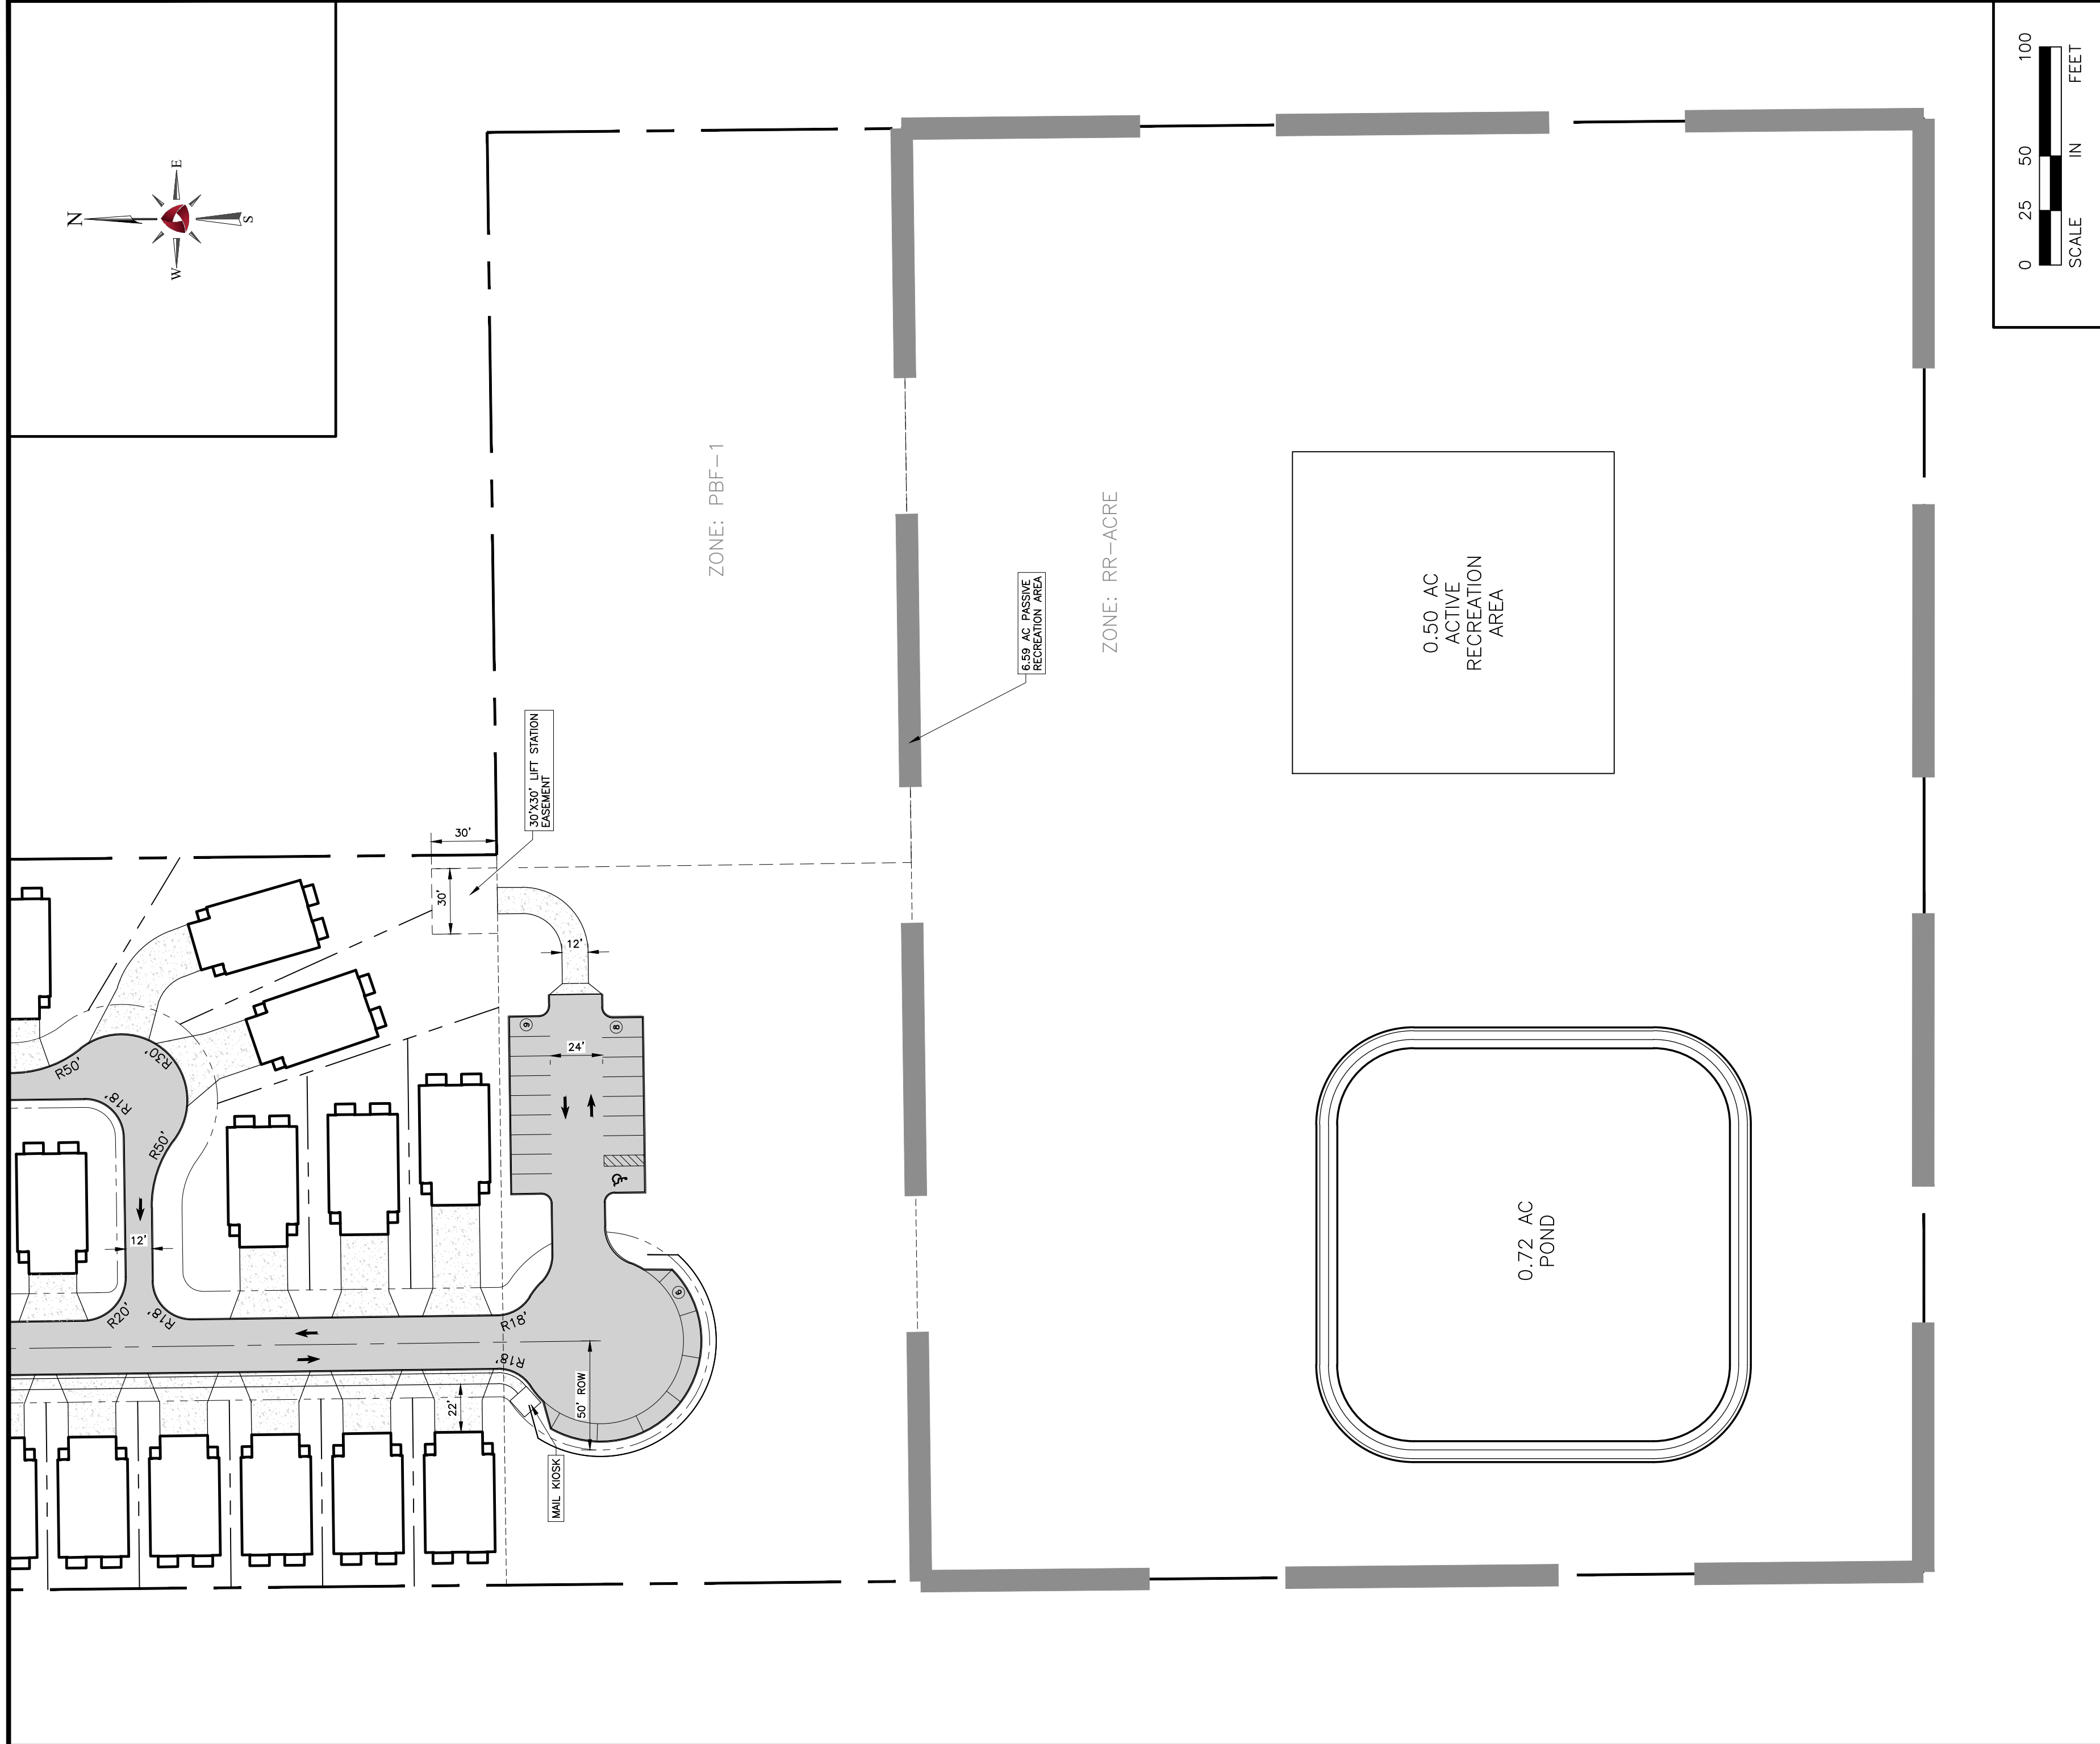 N
E
W
S
0 25 50 100
SCALE IN FEET
ZONE: PBF-1
6.59 AC PASSIVE
RECREATION AREA
ZONE: RR-ACRE
0.50 AC
ACTIVE
RECREATION
AREA
0.72 AC
POND
30'X30' LIFT STATION
EASEMENT
30'
30'
12'
9
8
24'
R50'
R30'
R18'
R50'
12'
R20'
R18'
R18'
R18'
6
50' ROW
22'
MAIL KIOSK